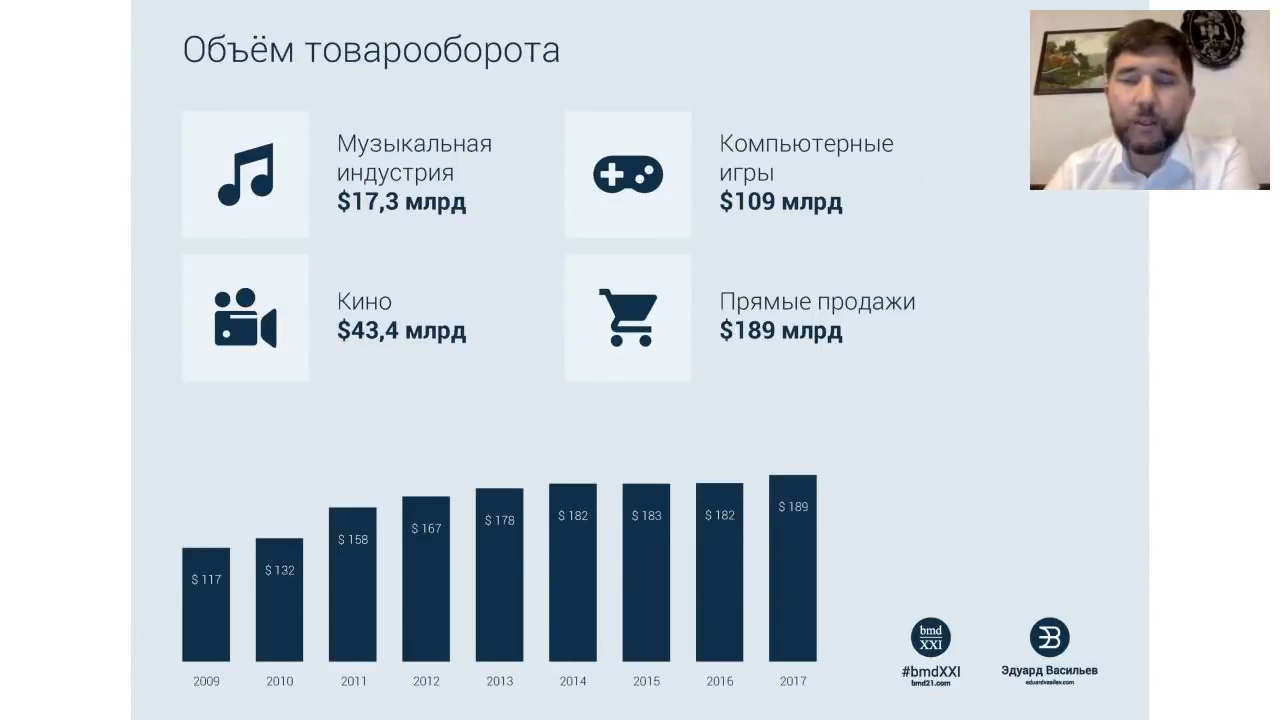 Объём товарооборота
Музыкальная
индустрия
$17,3 млрд
Компьютерные
игры
$109 млрд
Кино
$43,4 млрд
Прямые продажи
$189 млрд
$ 117
$ 132
$ 158
$ 167
$ 178
$ 182
$ 183
$ 182
$ 189
2009
2010
2011
2012
2013
2014
2015
2016
2017
bmd
XXI
#bmdXXI
bmd21.com
Эдуард Васильев
eduardvasilev.com